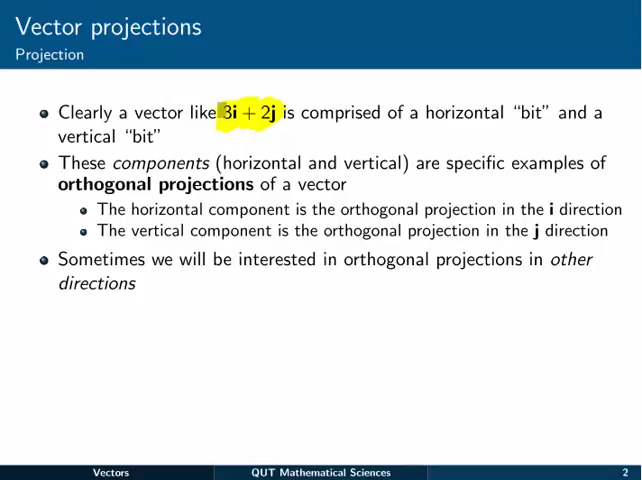 Vector projections
Projection
Clearly a vector like 3i + 2j is comprised of a horizontal “bit” and a
vertical “bit”
These components (horizontal and vertical) are specific examples of
orthogonal projections of a vector
The horizontal component is the orthogonal projection in the i direction
The vertical component is the orthogonal projection in the j direction
Sometimes we will be interested in orthogonal projections in other
directions
Vectors QUT Mathematical Sciences 2